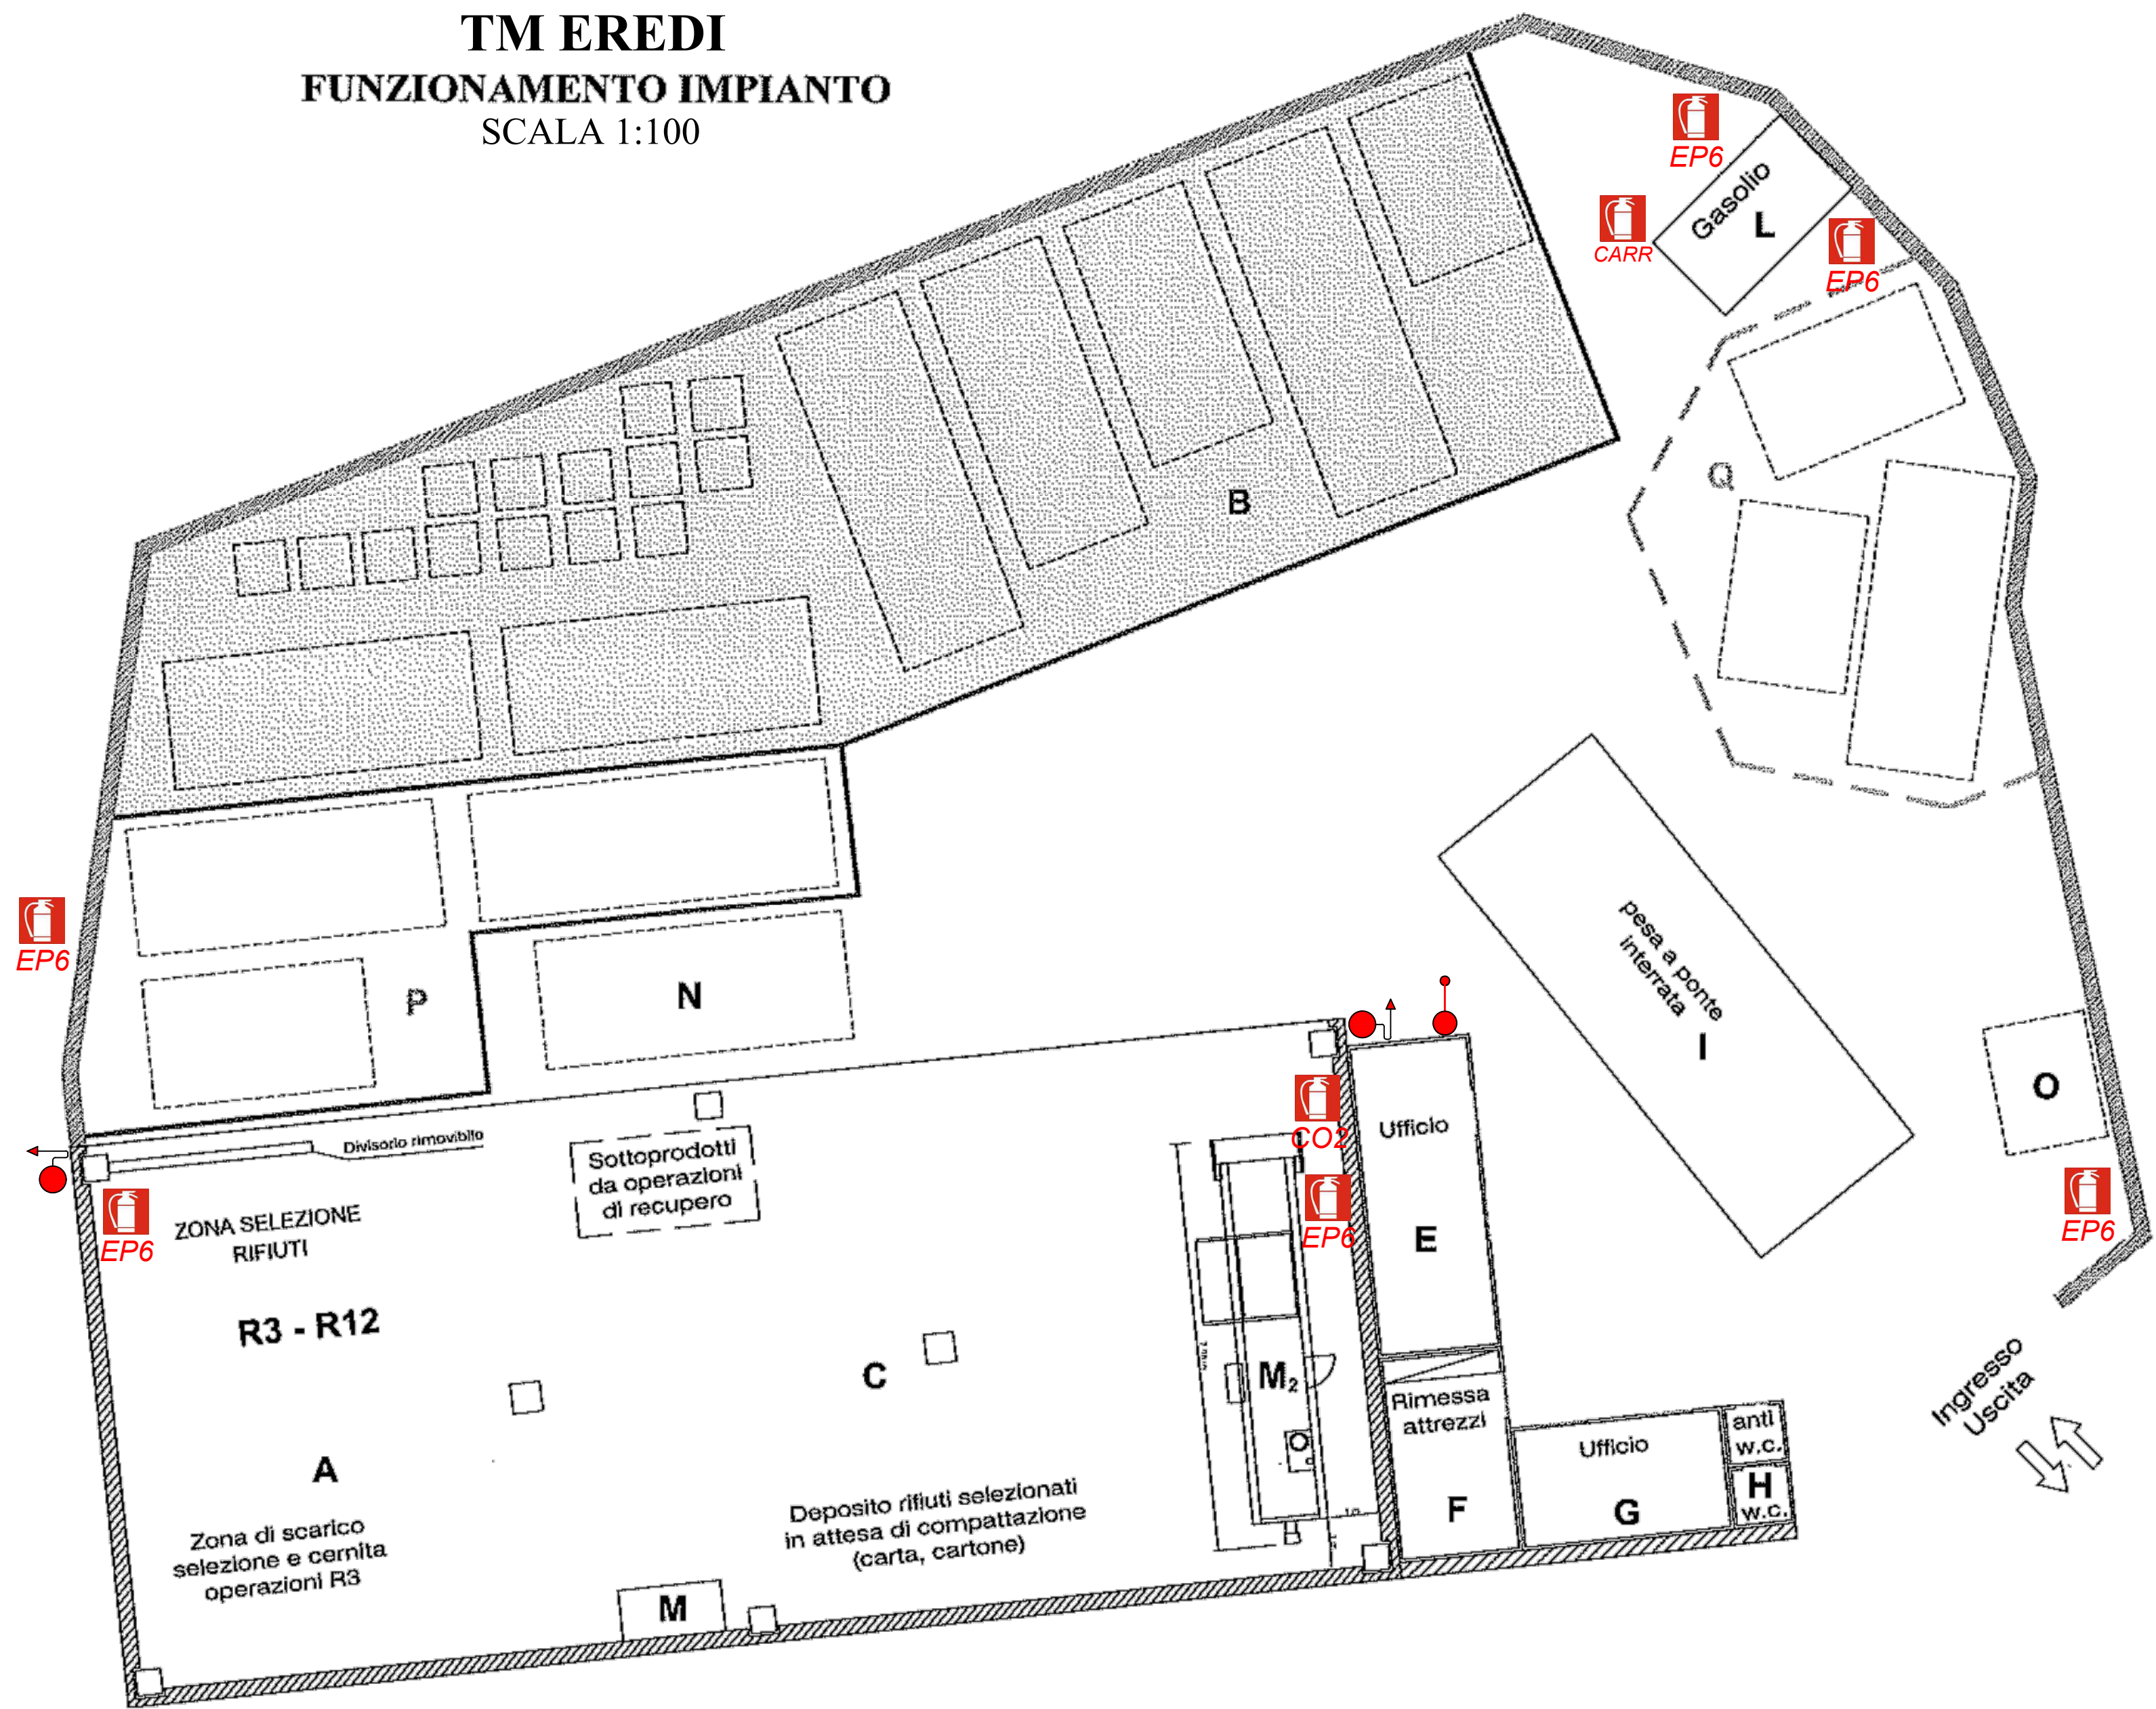 TM EREDI
FUNZIONAMENTO IMPIANTO
SCALA 1:100
EP6
Gasolio
L
CARR
EP6
Q
B
pesa a ponte
interrata
I
EP6
P
N
O
Divisorio rimovibile
Sottoprodotti
da operazioni
di recupero
CO2
EP6
Ufficio
E
EP6
EP6
ZONA SELEZIONE
RIFIUTI
R3 - R12
C
M2
A
Rimessa
attrezzi
F
Ufficio
G
anti
w.c.
H
w.c.
Ingresso
Uscita
Deposito rifiuti selezionati
in attesa di compattazione
(carta, cartone)
Zona di scarico
selezione e cernita
operazioni R3
M